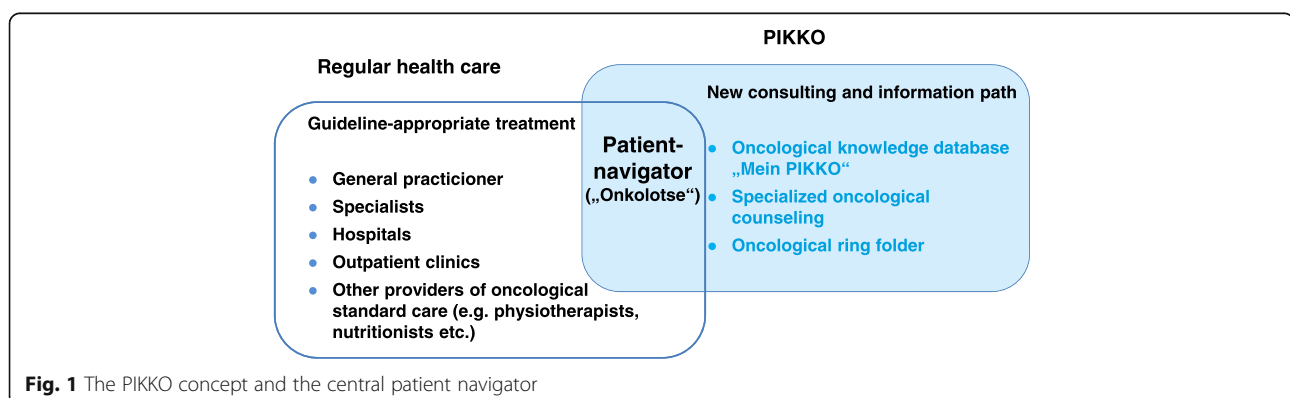 PIKKO
Regular health care
New consulting and information path
Guideline-appropriate treatment
Patient-
navigator
(„Onkolotse“)
● General practicioner
● Specialists
● Hospitals
● Outpatient clinics
● Other providers of oncological
standard care (e.g. physiotherapists,
nutritionists etc.)
● Oncological knowledge database
„Mein PIKKO“
● Specialized oncological
counseling
● Oncological ring folder
Fig. 1 The PIKKO concept and the central patient navigator